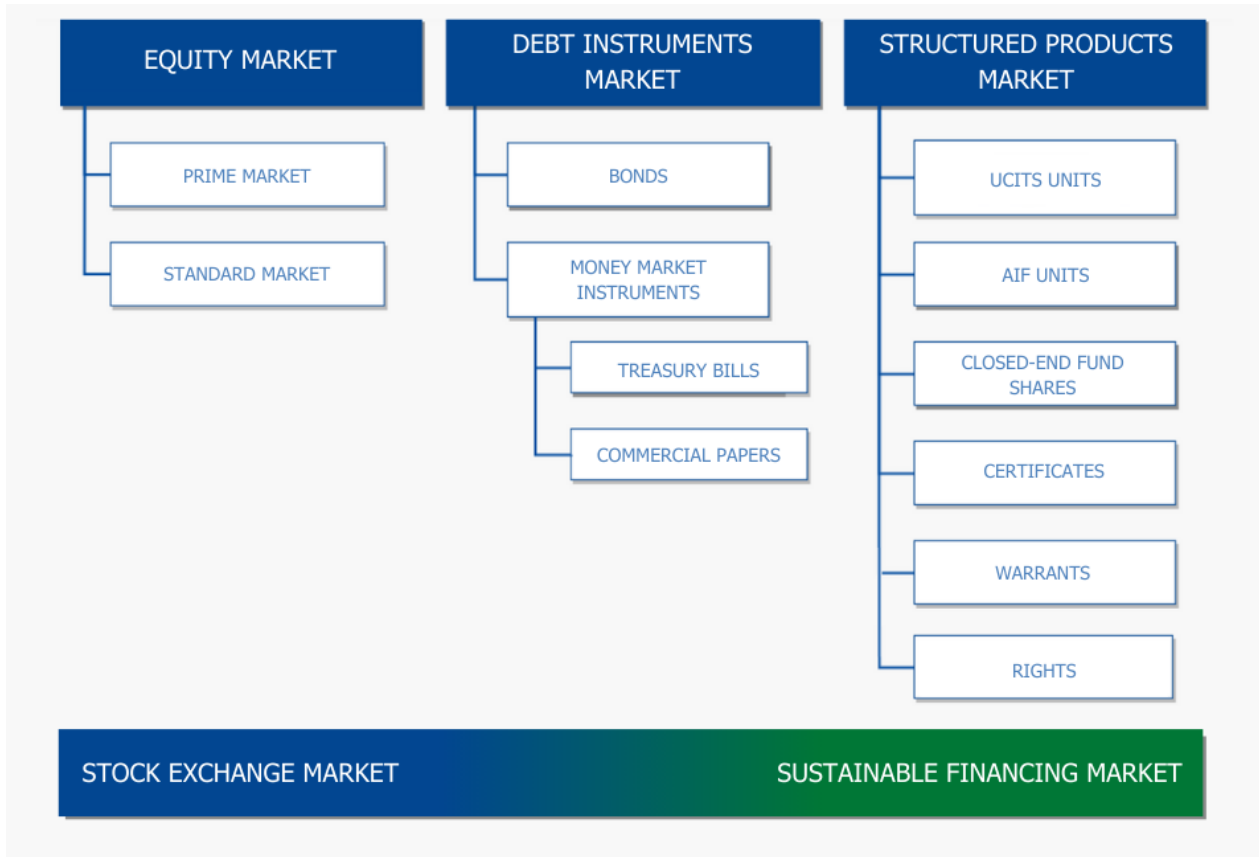 EQUITY MARKET
PRIME MARKET
STANDARD MARKET
DEBT INSTRUMENTS
MARKET
BONDS
MONEY MARKET
INSTRUMENTS
TREASURY BILLS
COMMERCIAL PAPERS
STRUCTURED PRODUCTS
MARKET
UCITS UNITS
AIF UNITS
CLOSED-END FUND
SHARES
CERTIFICATES
WARRANTS
RIGHTS
STOCK EXCHANGE MARKET
SUSTAINABLE FINANCING MARKET